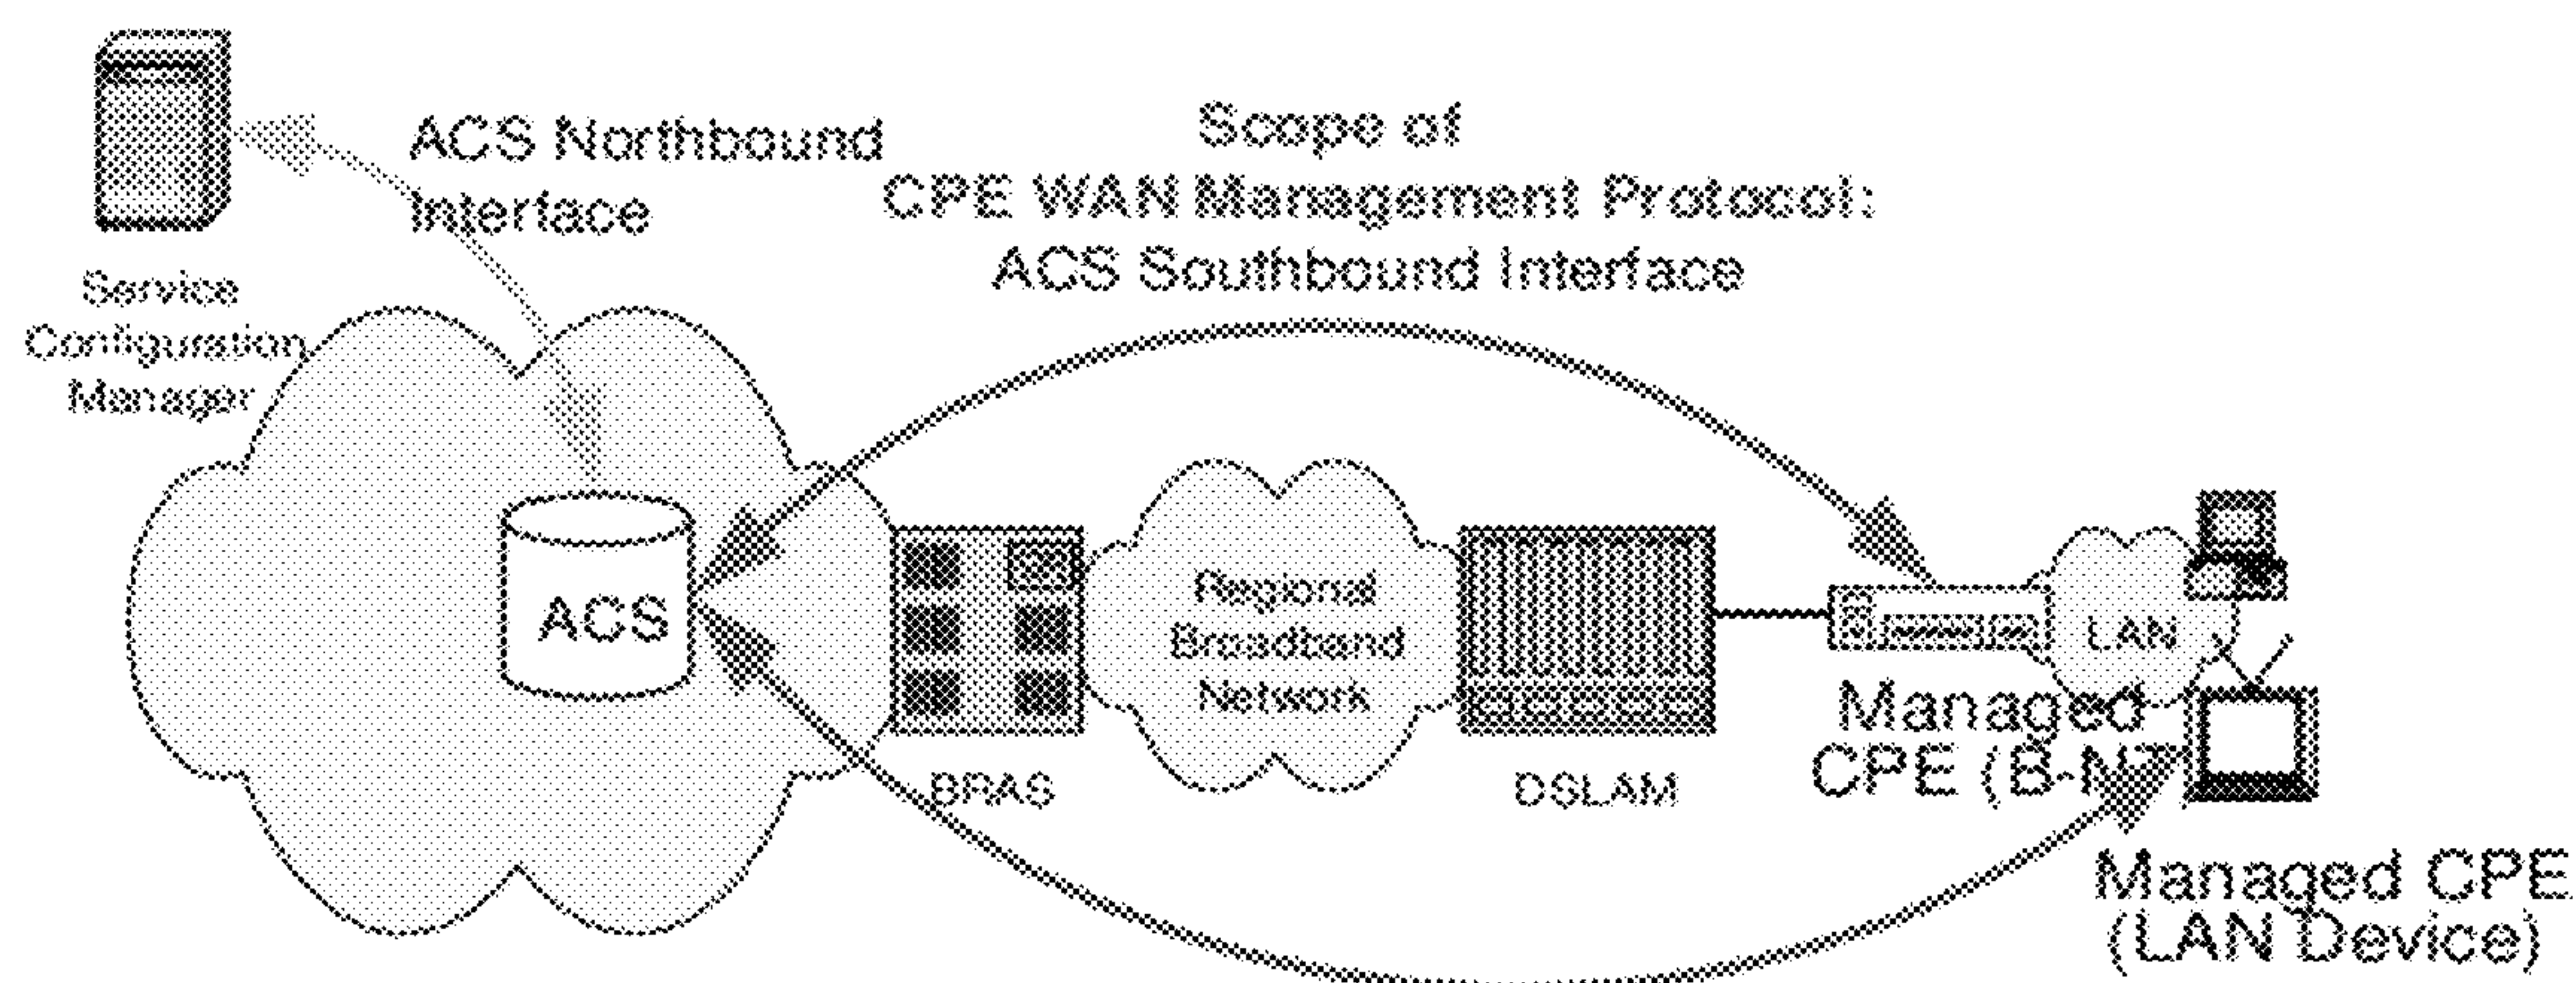 ACS Northbound
Interface
Scope of
CPE WAN Management Protocol:
ACS Southbound Interface
Service
Configuration
Manager
ACS
Regional
Broadband
Network
LAN
BRAS
DSLAM
Managed
CPE (B-NT
Managed CPE
(LAN Device)